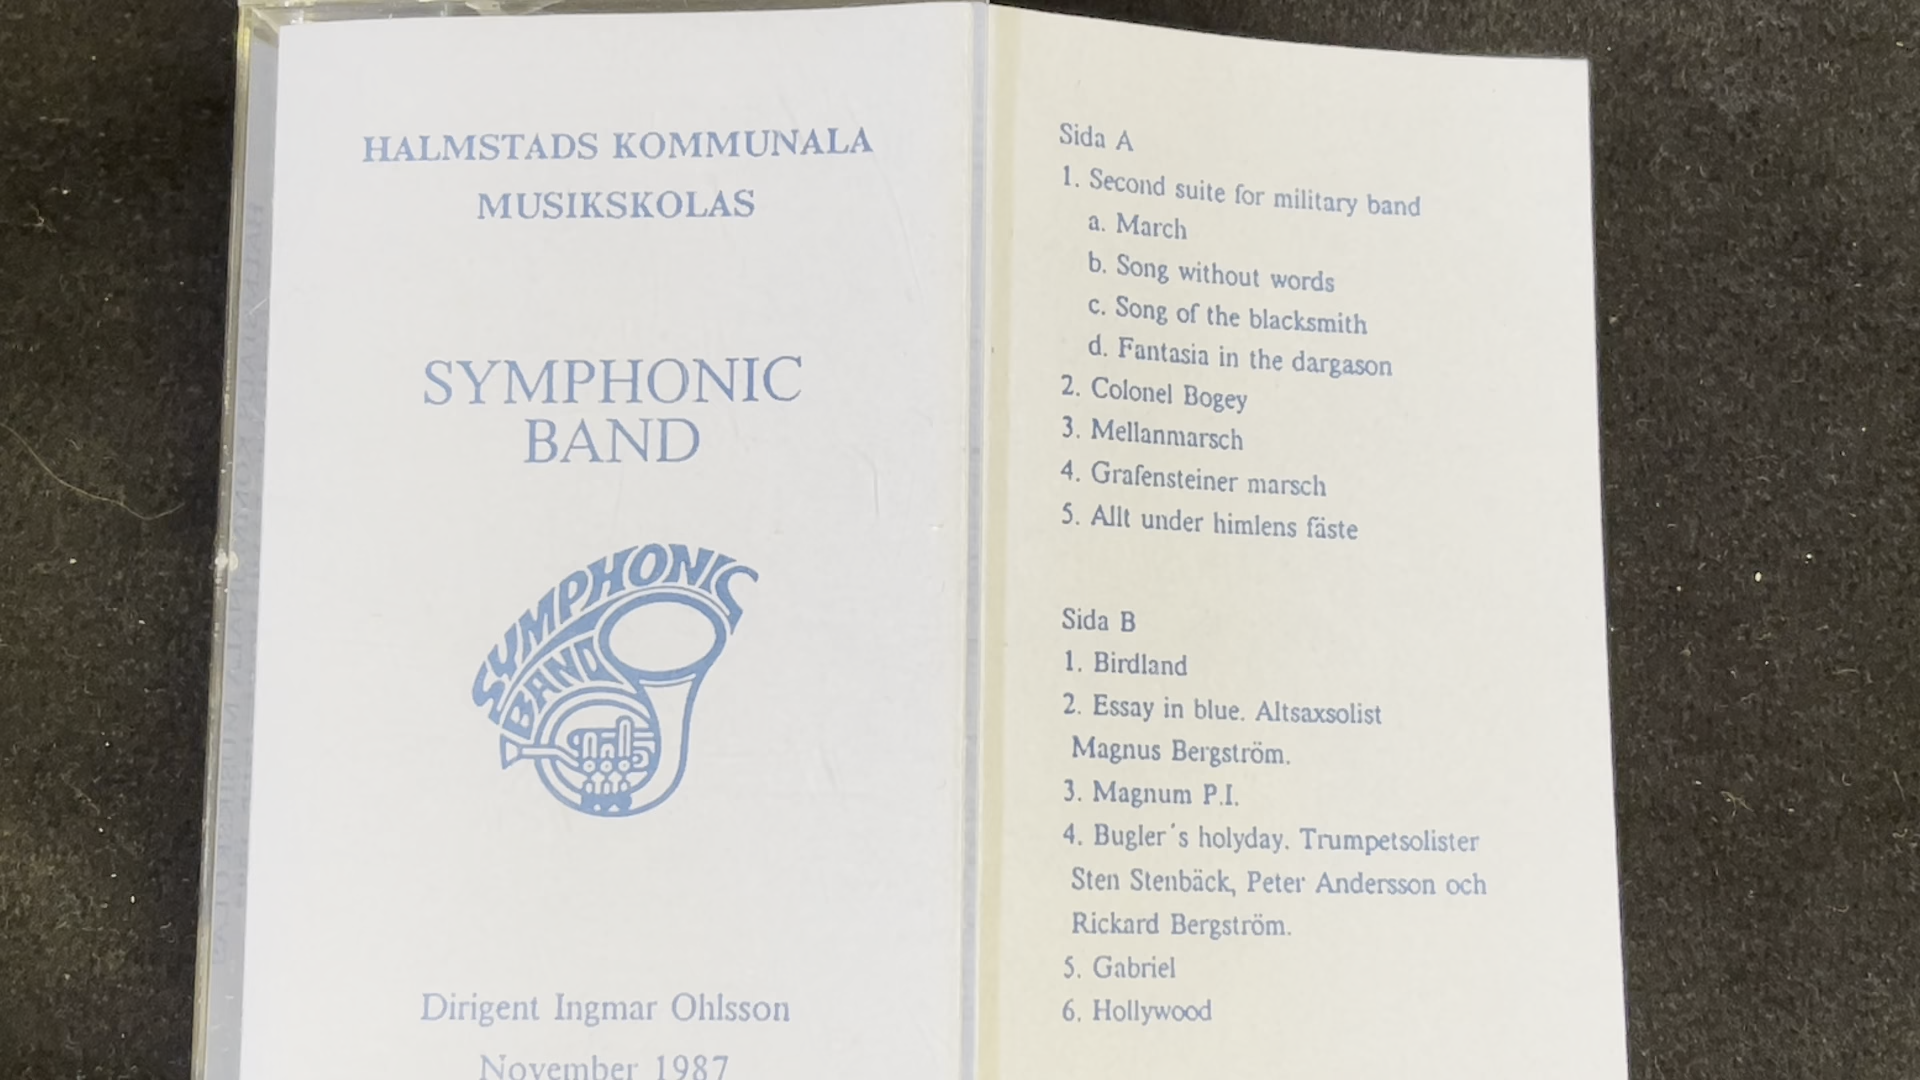 HALMSTADS KOMMUNALA
MUSIKSKOLAS
SYMPHONIC
BAND
SYMPHONIC
BAND
Dirigent Ingmar Ohlsson
November 1987
Sida A
1. Second suite for military band
a. March
b. Song without words
c. Song of the blacksmith
d. Fantasia in the dargason
2. Colonel Bogey
3. Mellanmarsch
4. Grafensteiner marsch
5. Allt under himlens fäste
Sida B
1. Birdland
2. Essay in blue. Altsaxsolist
Magnus Bergström.
3. Magnum P.I.
4. Bugler´s holyday. Trumpetsolister
Sten Stenbäck, Peter Andersson och
Rickard Bergström.
5. Gabriel
6. Hollywood